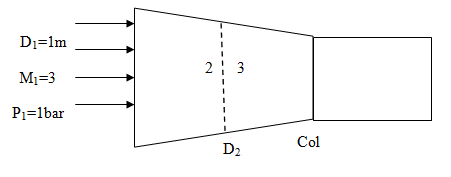 D₁=1m
M₁=3
P₁=1bar
2 3
D₂
Col